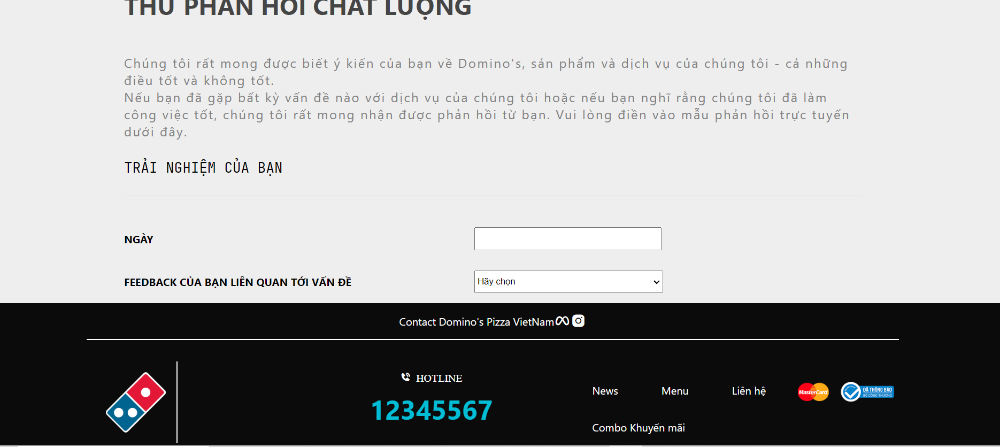 THƯ PHẢN HỒI CHẤT LƯỢNG
Chúng tôi rất mong được biết ý kiến của bạn về Domino's, sản phẩm và dịch vụ của chúng tôi - cả những
điều tốt và không tốt.
Nếu bạn đã gặp bất kỳ vấn đề nào với dịch vụ của chúng tôi hoặc nếu bạn nghĩ rằng chúng tôi đã làm
công việc tốt, chúng tôi rất mong nhận được phản hồi từ bạn. Vui lòng điền vào mẫu phản hồi trực tuyến
dưới đây.
TRẢI NGHIỆM CỦA BẠN
NGÀY
FEEDBACK CỦA BẠN LIÊN QUAN TỚI VẤN ĐỀ
Hãy chọn
Contact Domino's Pizza VietNam
HOTLINE
12345567
News
Menu
Liên hệ
MasterCard
ĐÃ THÔNG BÁO
BỘ CÔNG THƯƠNG
Combo Khuyến mãi